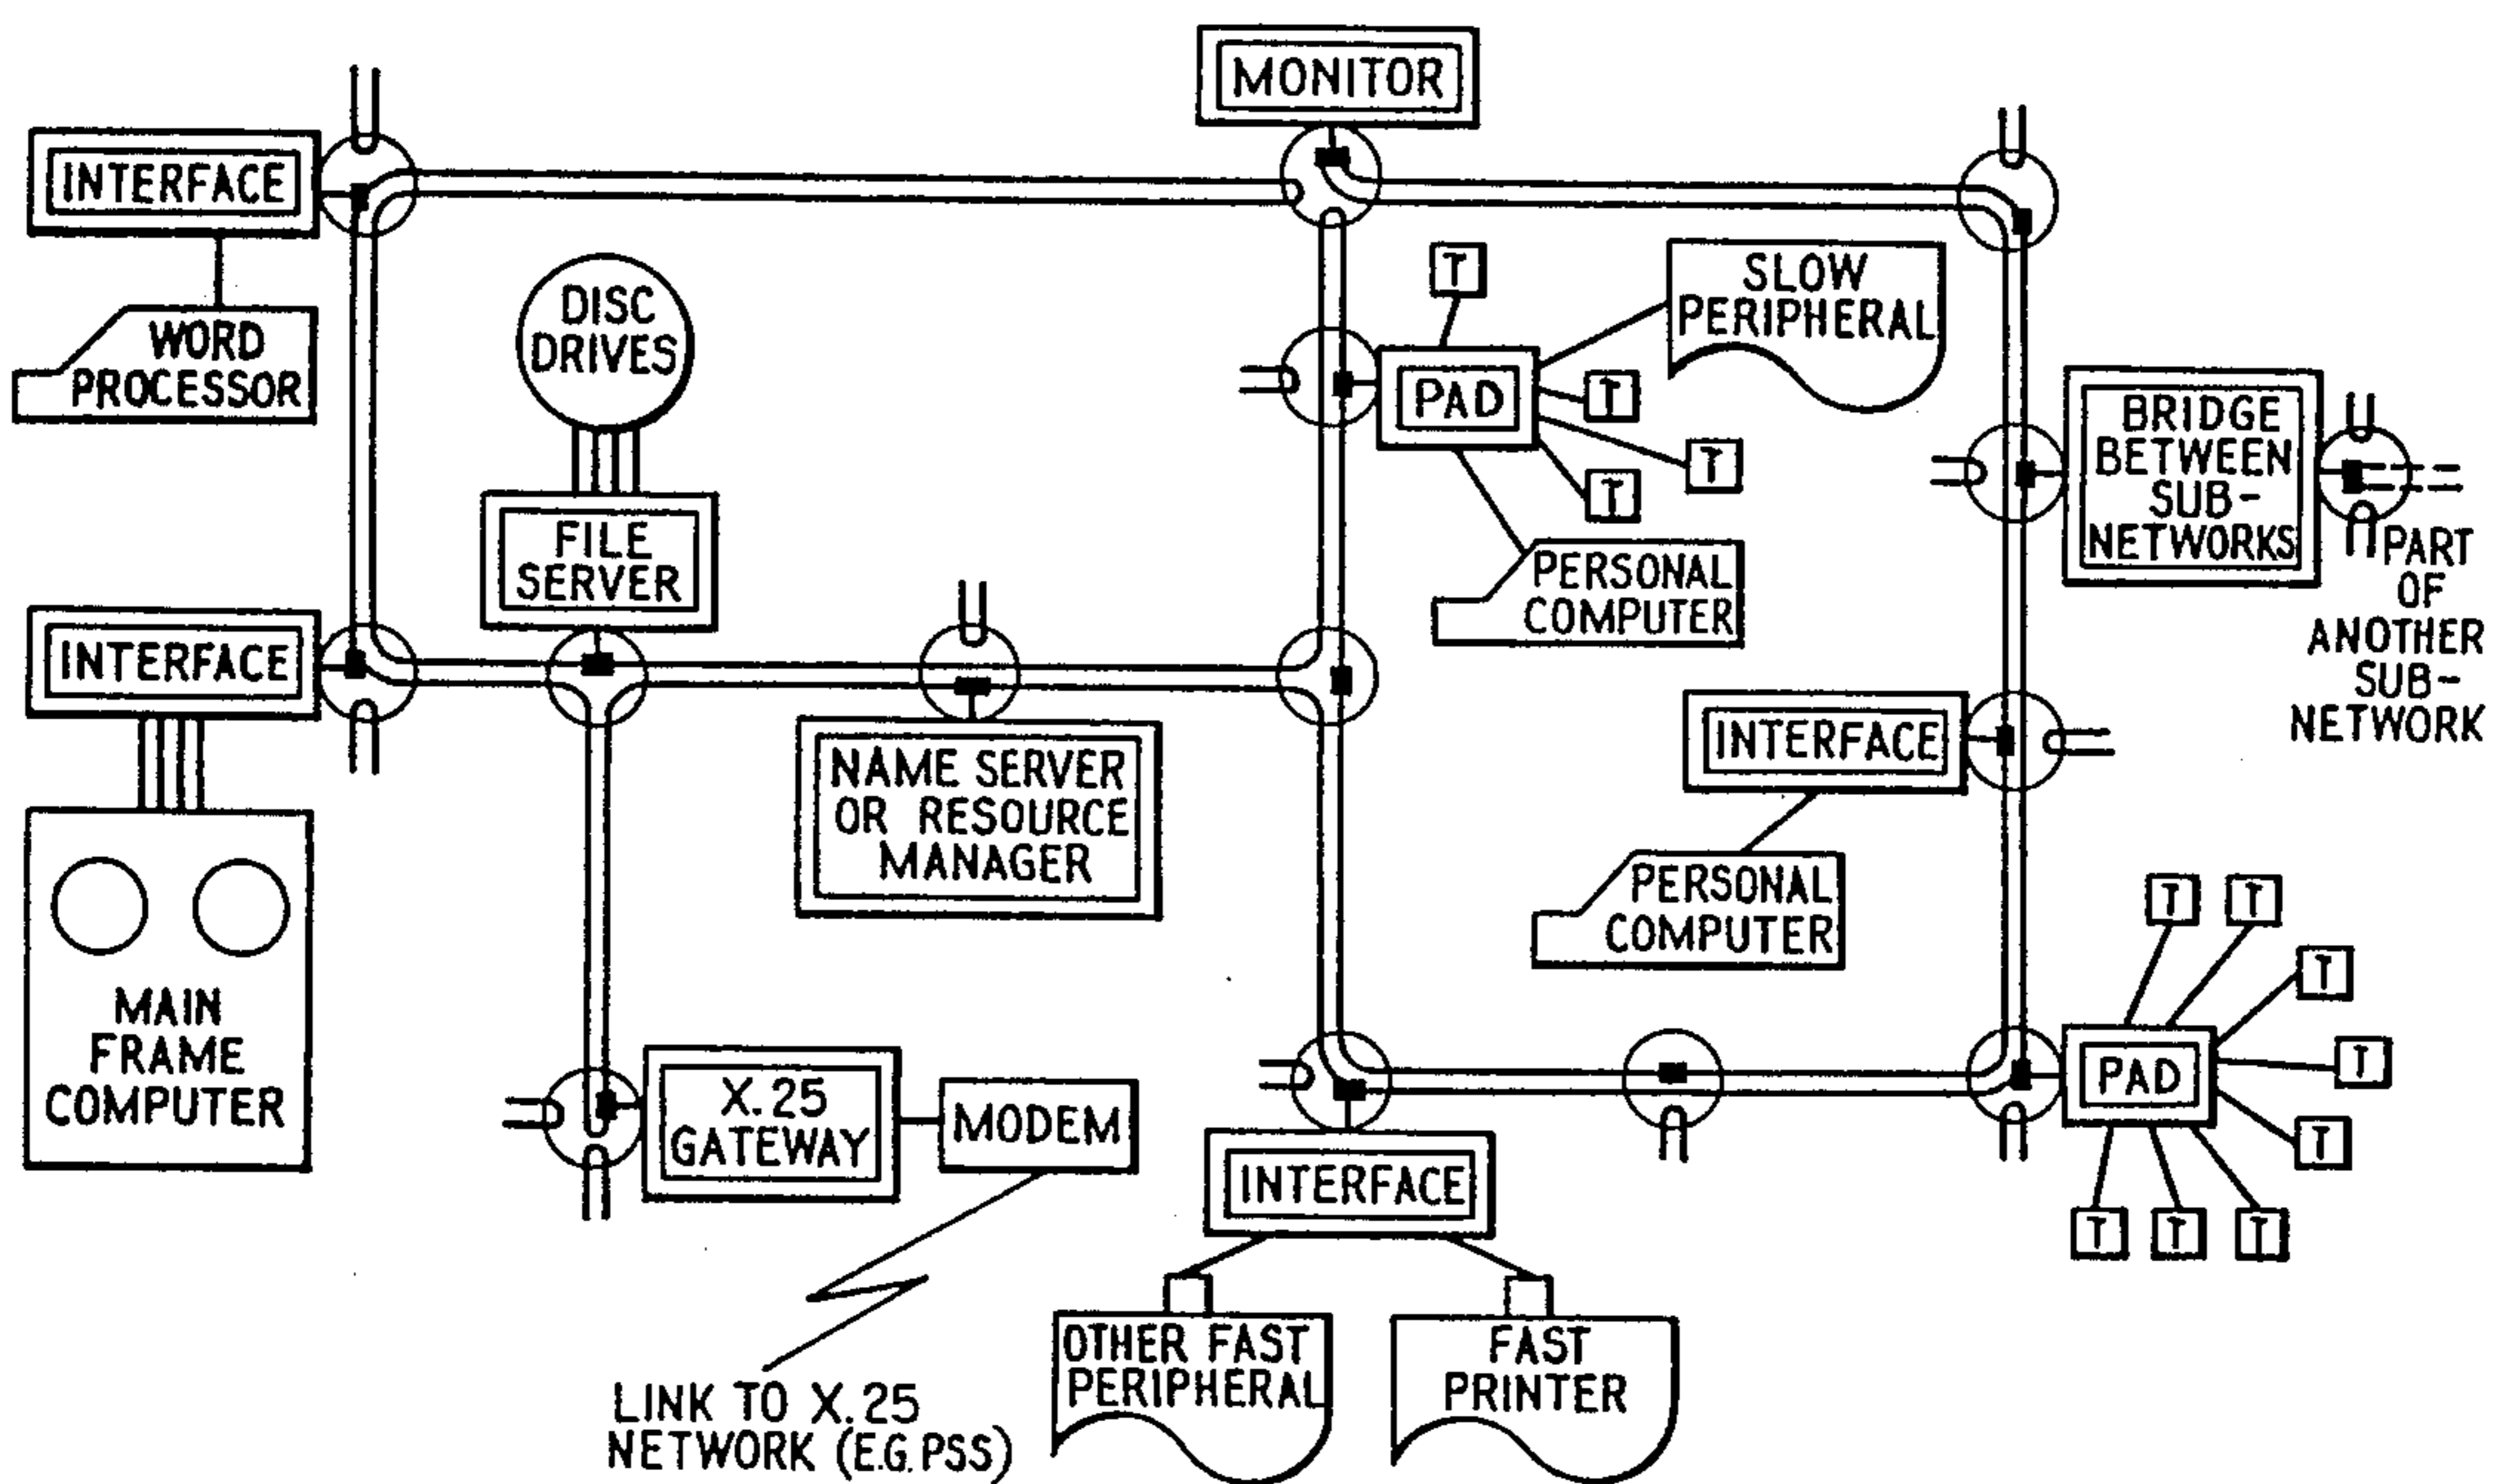 MONITOR
INTERFACE
WORD
PROCESSOR
DISC
DRIVES
FILE
SERVER
T
SLOW
PERIPHERAL
PAD
T
T
T
PERSONAL
COMPUTER
BRIDGE
BETWEEN
SUB-
NETWORKS
PART
OF
ANOTHER
SUB-
NETWORK
INTERFACE
MAIN
FRAME
COMPUTER
NAME SERVER
OR RESOURCE
MANAGER
INTERFACE
PERSONAL
COMPUTER
X.25
GATEWAY
MODEM
LINK TO X.25
NETWORK (E.G. PSS)
INTERFACE
OTHER FAST
PERIPHERAL
FAST
PRINTER
T
T
T
PAD
T
T
T
T
T